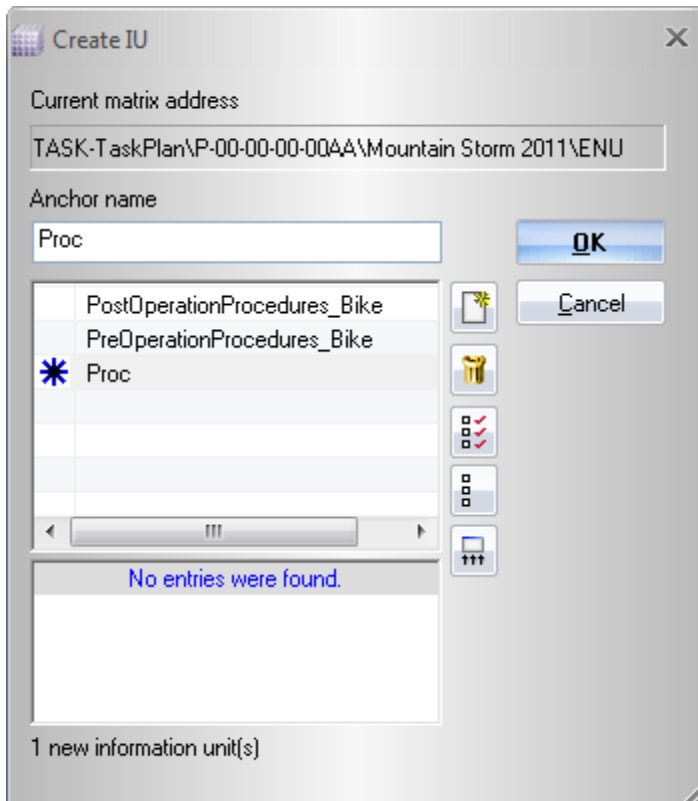 Create IU
Current matrix address
TASK-TaskPlan\P-00-00-00-00AA\Mountain Storm 2011\ENU
Anchor name
Proc
OK
PostOperationProcedures_Bike
Cancel
PreOperationProcedures_Bike
Proc
No entries were found.
1 new information unit(s)